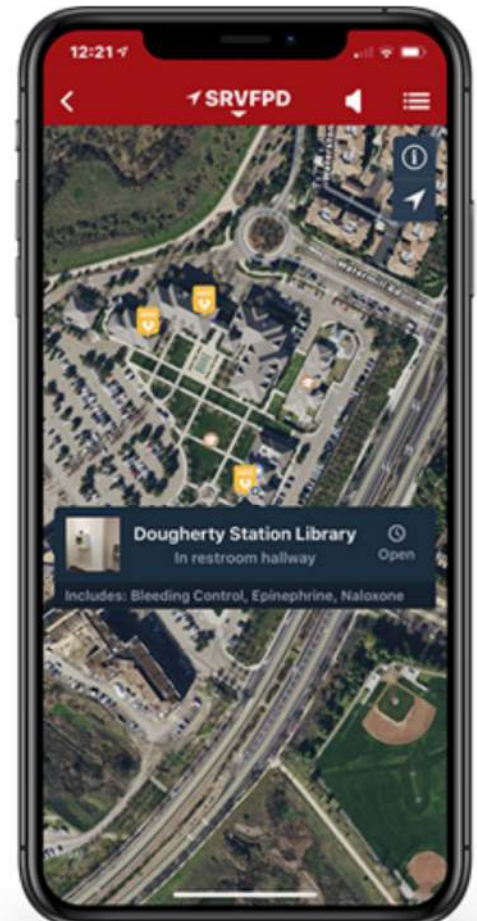 12:21
SRVFPD
Dougherty Station Library
In restroom hallway
Open
Includes: Bleeding Control, Epinephrine, Naloxone